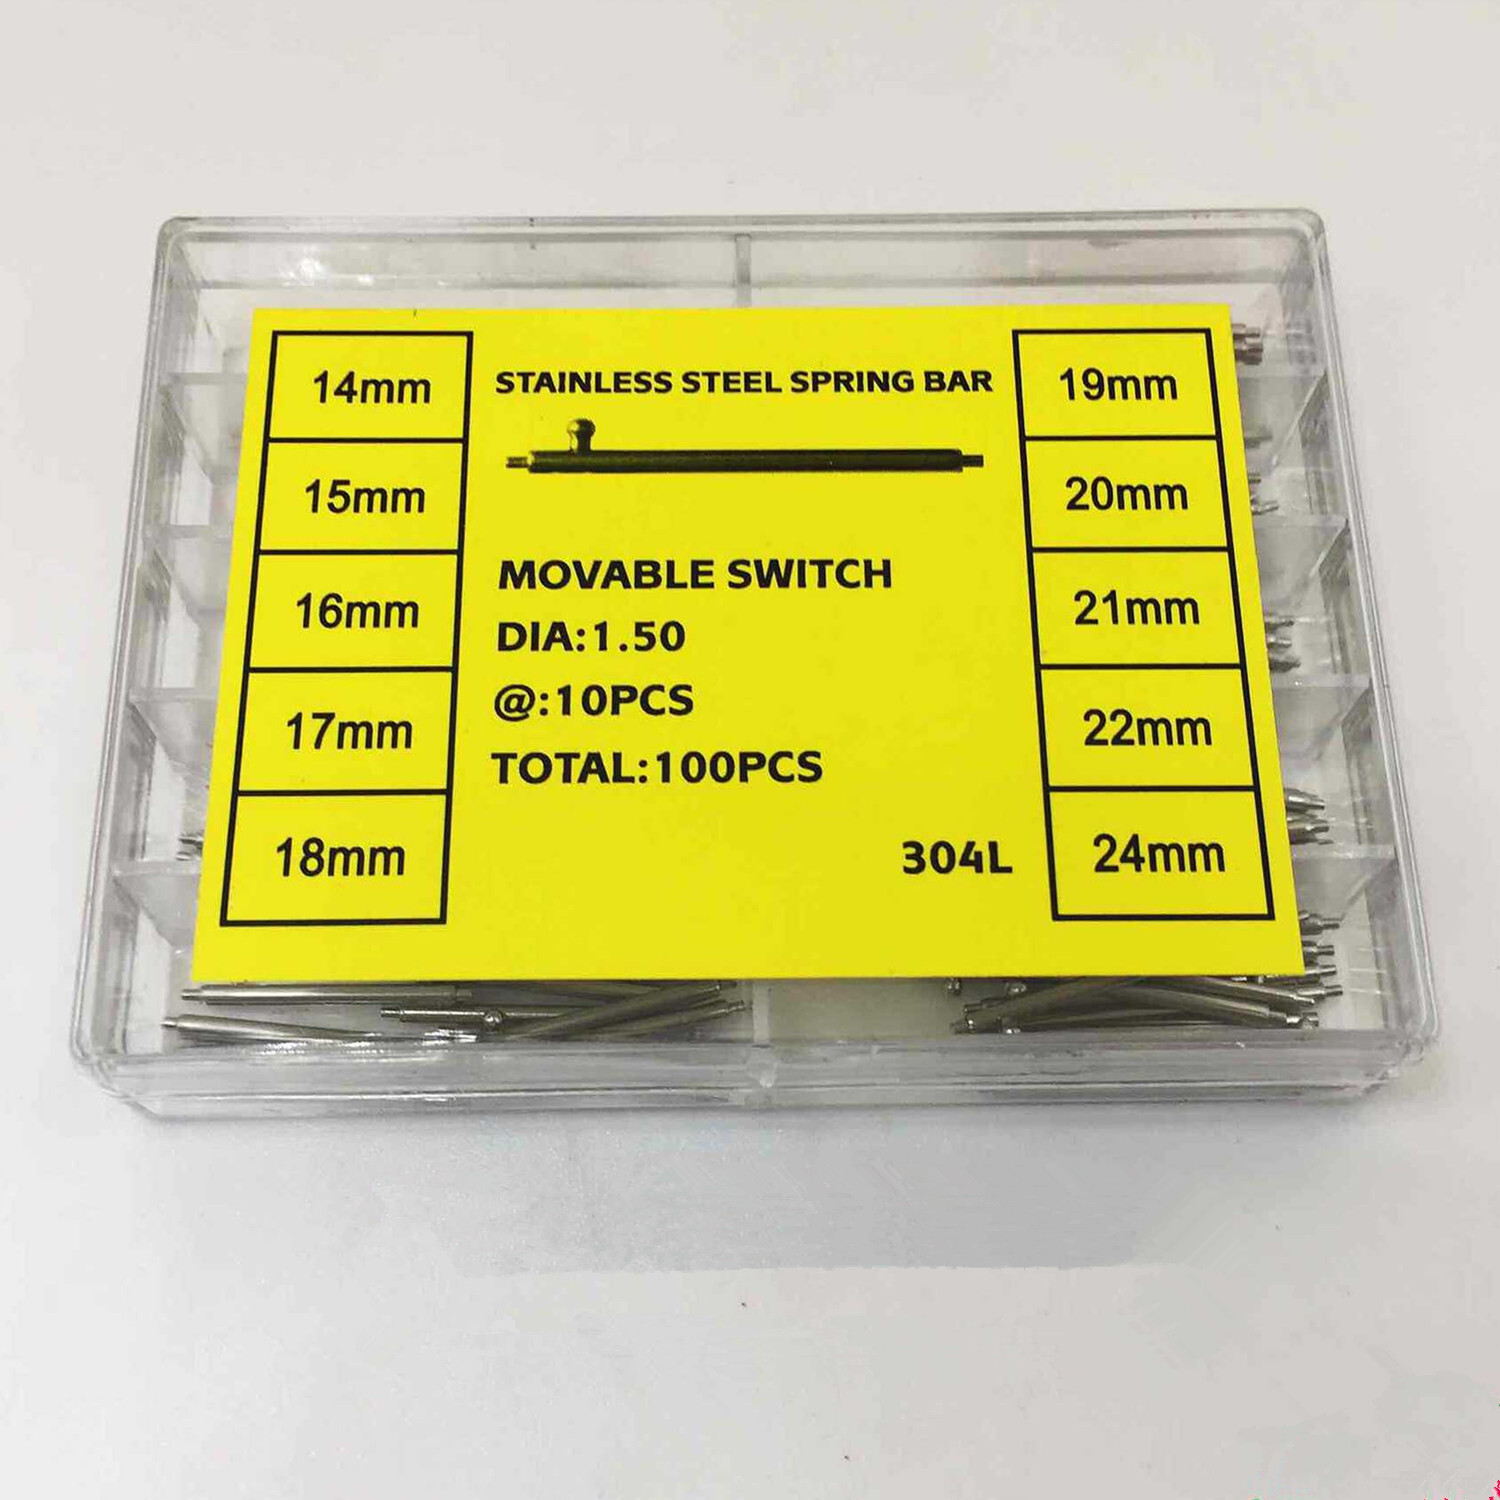 14mm
15mm
16mm
17mm
18mm
STAINLESS STEEL SPRING BAR
MOVABLE SWITCH
DIA:1.50
@:10PCS
TOTAL:100PCS
304L
19mm
20mm
21mm
22mm
24mm